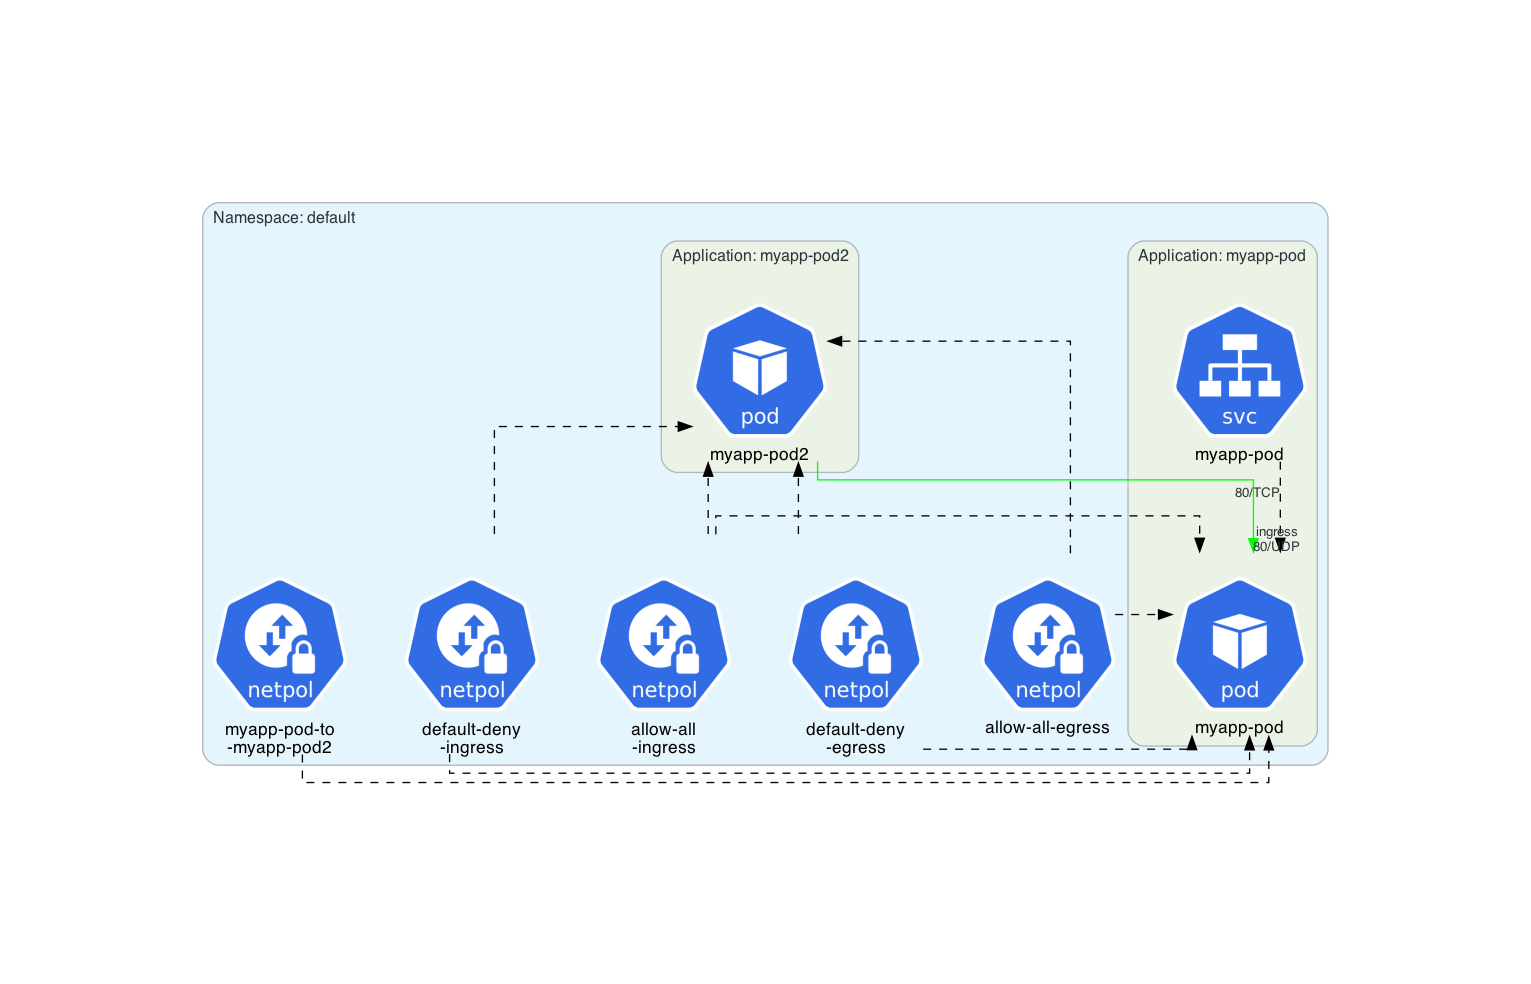 Namespace: default
Application: myapp-pod2
Application: myapp-pod
pod
myapp-pod2
svc
myapp-pod
80/TCP
ingress
80/UDP
netpol
myapp-pod-to
-myapp-pod2
netpol
default-deny
-ingress
netpol
allow-all
-ingress
netpol
default-deny
-egress
netpol
allow-all-egress
pod
myapp-pod